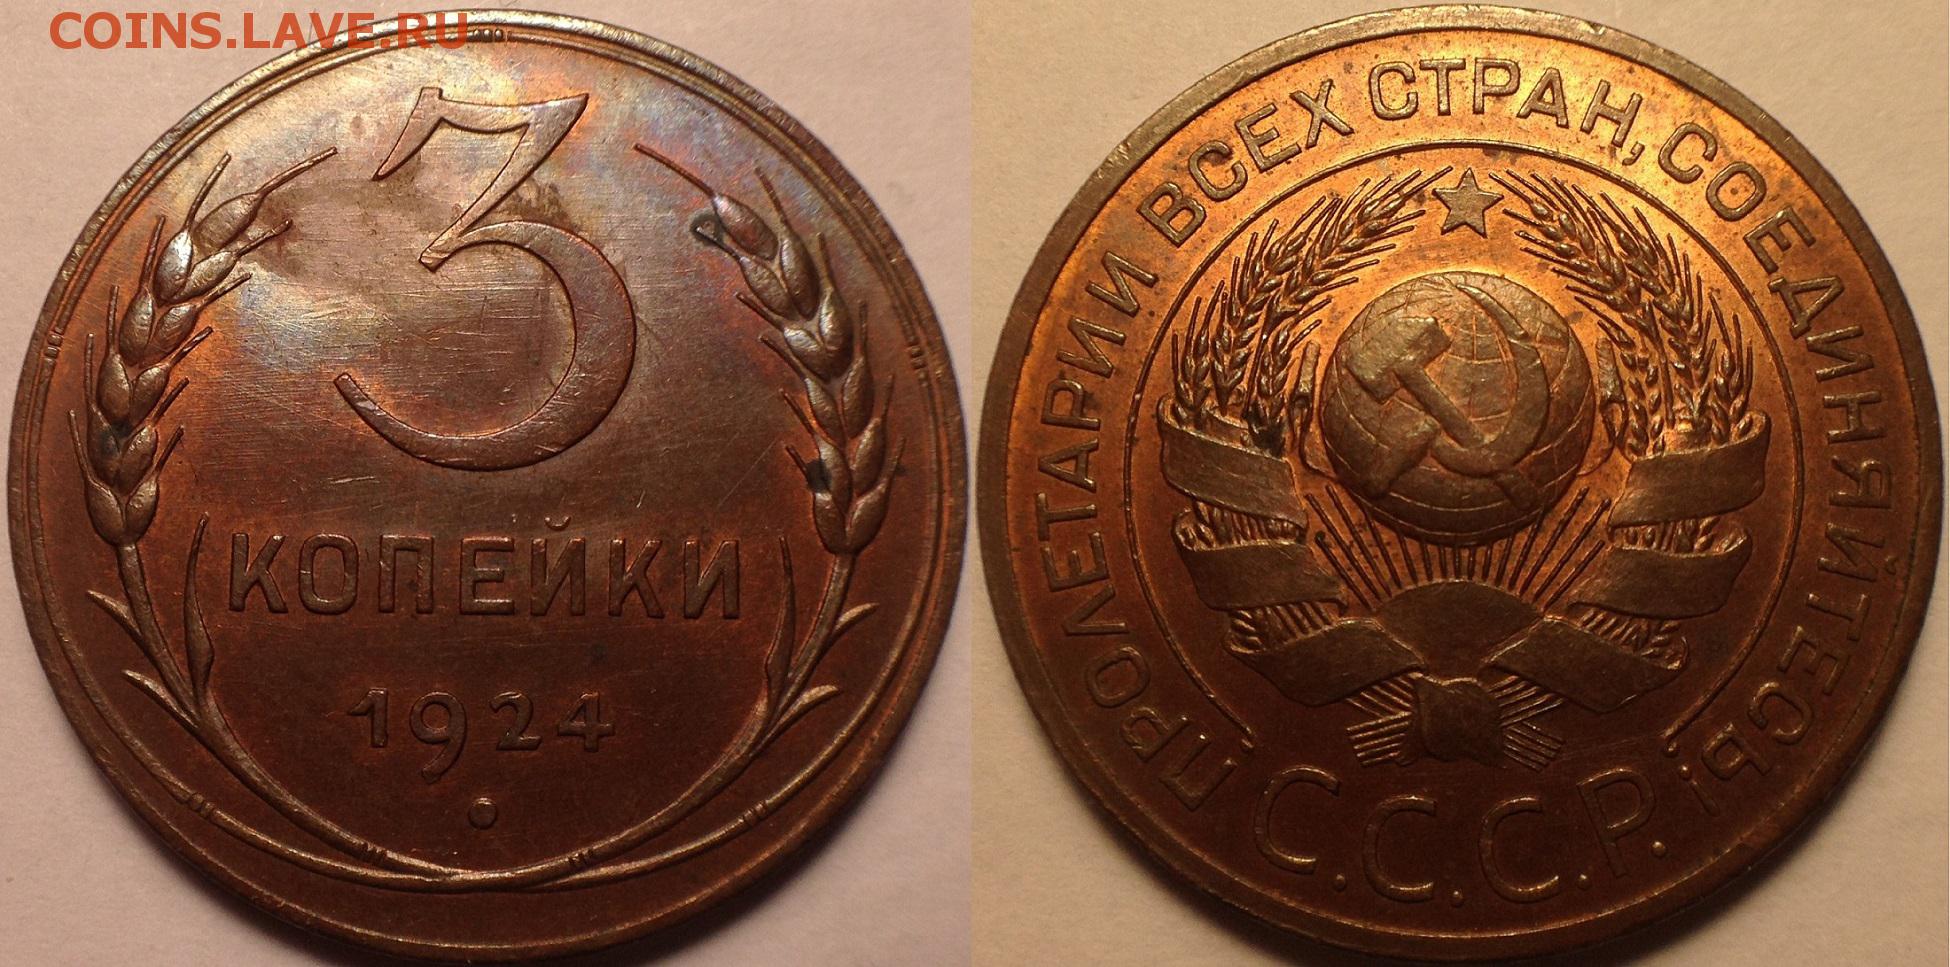 COINS.LAVE.RU
3
КОПЕЙКИ
1924
ПРОЛЕТАРИИ ВСЕХ СТРАН, СОЕДИНЯЙТЕСЬ!
С.С.С.Р.